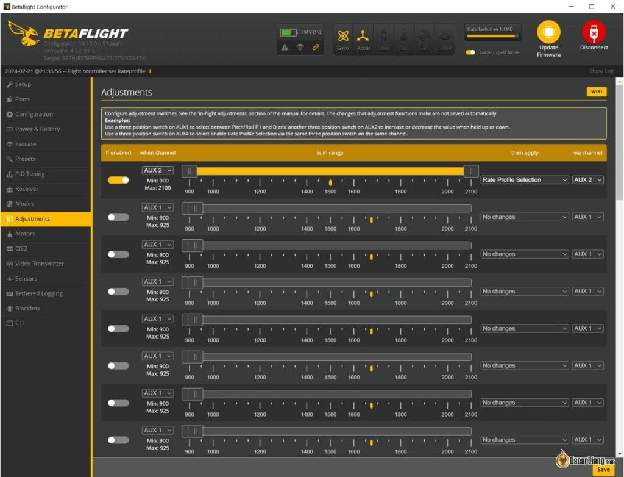 Betaflight Configurator
BETAFLIGHT
Gyro
Accel
Update
Firmware
Disconnect
Setup
Ports
Configuration
Power & Battery
Failsafe
Presets
PID Tuning
Receiver
Modes
Adjustments
Motors
OSD
Video Transmitter
Sensors
Tethered Logging
Blackbox
CLI
Show Log
Adjustments
WIKI
Configure adjustment switches. See the 'in-flight adjustments' section of the manual for details. The changes that adjustment functions make are not saved automatically.
Examples:
Use a three position switch on AUX1 to select between Pitch/Roll P, I and D and another three position switch on AUX2 to increase or decrease the value when held up or down.
Use a three position switch on AUX1 to select enable Rate Profile Selection via the same three position switch on the same channel.
If enabled when channel is in range then apply via channel
AUX 2
Min: 900
Max: 2100
900 1000 1200 1400 1500 1600 1800 2000 2100
Rate Profile Selection AUX 2
AUX 1
Min: 900
Max: 925
900 1000 1200 1400 1500 1600 1800 2000 2100
No changes AUX 1
AUX 1
Min: 900
Max: 925
900 1000 1200 1400 1500 1600 1800 2000 2100
No changes AUX 1
AUX 1
Min: 900
Max: 925
900 1000 1200 1400 1500 1600 1800 2000 2100
No changes AUX 1
AUX 1
Min: 900
Max: 925
900 1000 1200 1400 1500 1600 1800 2000 2100
No changes AUX 1
AUX 1
Min: 900
Max: 925
900 1000 1200 1400 1500 1600 1800 2000 2100
No changes AUX 1
AUX 1
Min: 900
Max: 925
900 1000 1200 1400 1500 1600 1800 2000 2100
No changes AUX 1
AUX 1
Min: 900
Max: 925
900 1000 1200 1400 1500 1600 1800 2000 2100
No changes AUX 1
Save